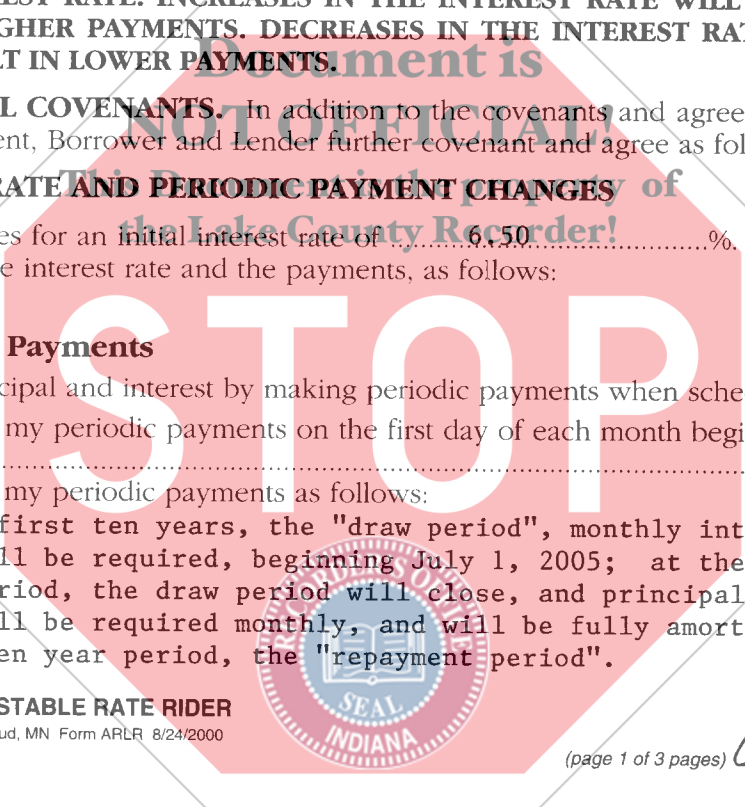 EST RATE. INCREASES IN THE INTEREST RATE WILL
GHER PAYMENTS. DECREASES IN THE INTEREST RAT
LT IN LOWER PAYMENTS.
Document is
L COVENANTS. In addition to the covenants and agree
NOT OFFICIAL!
ent, Borrower and Lender further covenant and agree as fol
RATE AND PERIODIC PAYMENT CHANGES
This Document is the property of
the Lake County Recorder!
es for an initial interest rate of ........6.50..............................%.
e interest rate and the payments, as follows:
STOP
Payments
cipal and interest by making periodic payments when sche
my periodic payments on the first day of each month begi
my periodic payments as follows:
first ten years, the "draw period", monthly int
ll be required, beginning July 1, 2005; at the
riod, the draw period will close, and principal
ll be required monthly, and will be fully amort
en year period, the "repayment period".
RECORDER'S OFFICE
SEAL
INDIANA
STABLE RATE RIDER
ud, MN Form ARLR 8/24/2000
(page 1 of 3 pages)